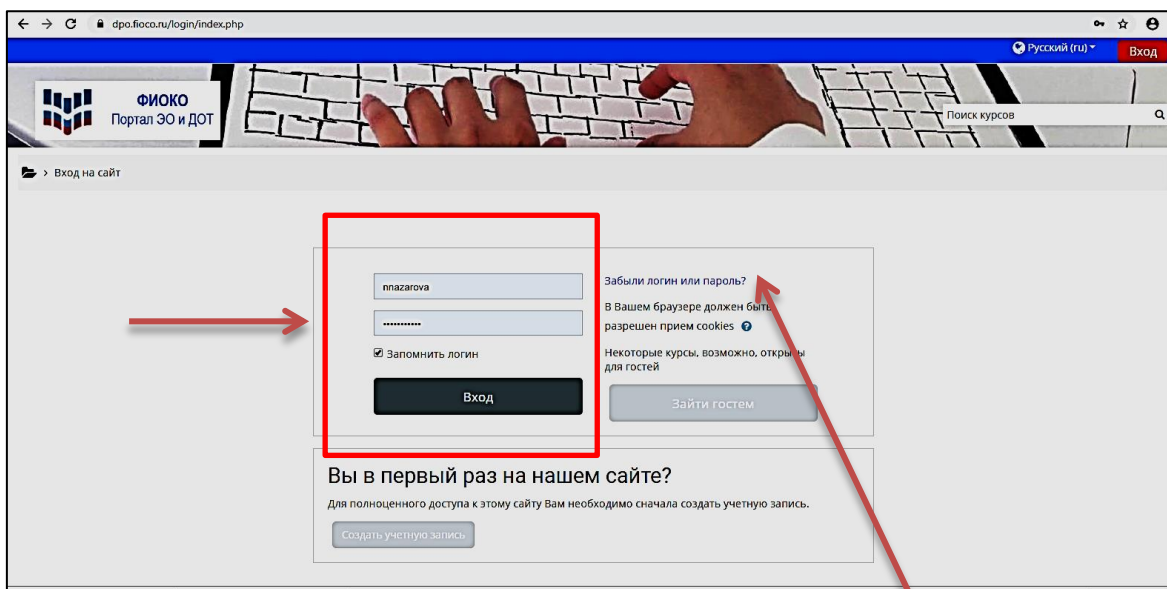 dpo.fioco.ru/login/index.php
Русский (ru)
Вход
ФИОКО
Портал ЭО и ДОТ
Поиск курсов
> Вход на сайт
nnazarova
•••••••••••
Запомнить логин
Вход
Забыли логин или пароль?
В Вашем браузере должен быть
разрешен прием cookies
Некоторые курсы, возможно, открыты
для гостей
Зайти гостем
Вы в первый раз на нашем сайте?
Для полноценного доступа к этому сайту Вам необходимо сначала создать учетную запись.
Создать учетную запись